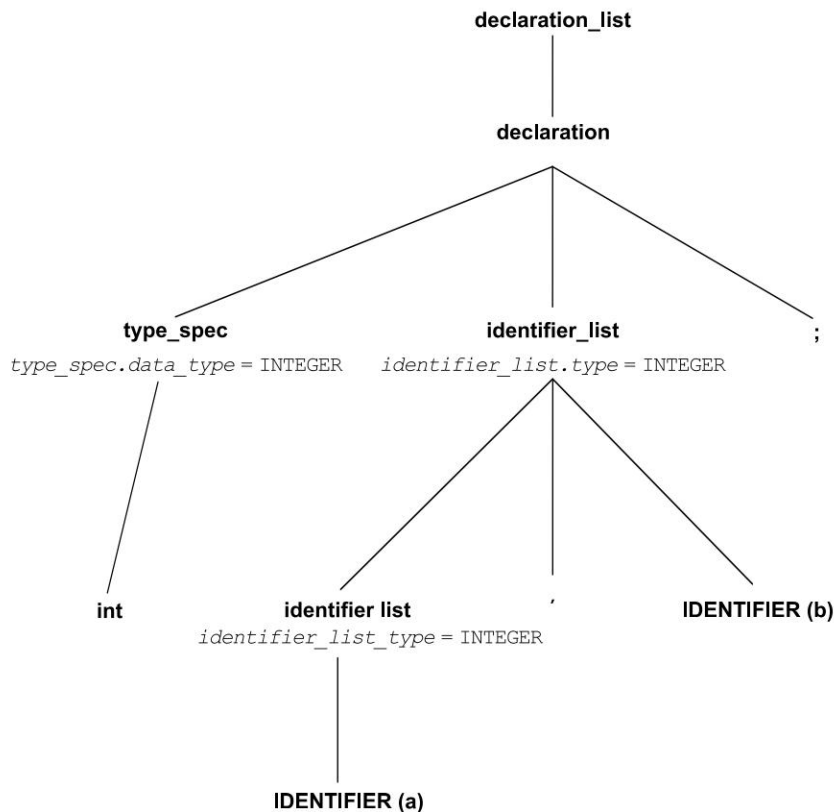 declaration_list
declaration
type_spec identifier_list ;
type_spec.data_type = INTEGER identifier_list.type = INTEGER
int identifier list , IDENTIFIER (b)
identifier_list_type = INTEGER
IDENTIFIER (a)